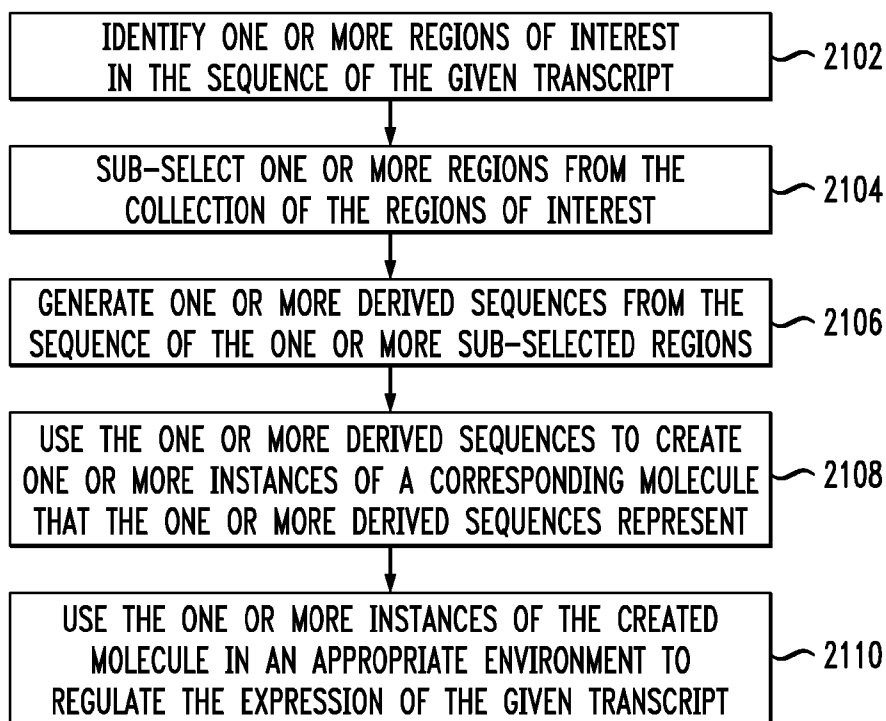 IDENTIFY ONE OR MORE REGIONS OF INTEREST
IN THE SEQUENCE OF THE GIVEN TRANSCRIPT
2102
SUB-SELECT ONE OR MORE REGIONS FROM THE
COLLECTION OF THE REGIONS OF INTEREST
2104
GENERATE ONE OR MORE DERIVED SEQUENCES FROM THE
SEQUENCE OF THE ONE OR MORE SUB-SELECTED REGIONS
2106
USE THE ONE OR MORE DERIVED SEQUENCES TO CREATE
ONE OR MORE INSTANCES OF A CORRESPONDING MOLECULE
THAT THE ONE OR MORE DERIVED SEQUENCES REPRESENT
2108
USE THE ONE OR MORE INSTANCES OF THE CREATED
MOLECULE IN AN APPROPRIATE ENVIRONMENT TO
REGULATE THE EXPRESSION OF THE GIVEN TRANSCRIPT
2110